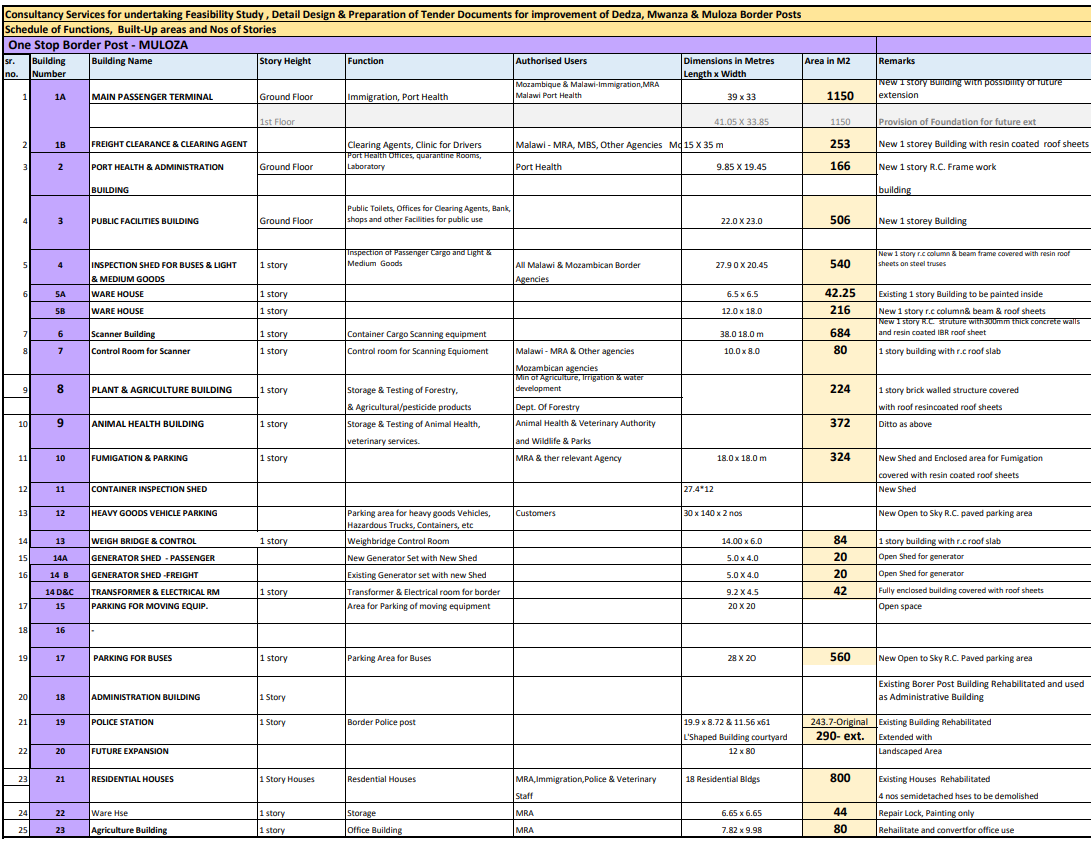 Consultancy Services for undertaking Feasibility Study , Detail Design & Preparation of Tender Documents for improvement of Dedza, Mwanza & Muloza Border Posts
Schedule of Functions, Built-Up areas and Nos of Stories
One Stop Border Post - MULOZA
sr. no. Building Number Building Name Story Height Function Authorised Users Dimensions in Metres Length x Width Area in M2 Remarks
1 1A MAIN PASSENGER TERMINAL Ground Floor Immigration, Port Health Mozambique & Malawi-Immigration,MRA Malawi Port Health 39 x 33 1150 New 1 story Building with possibility of future extension
1st Floor 41.05 X 33.85 1150 Provision of Foundation for future ext
2 1B FREIGHT CLEARANCE & CLEARING AGENT Clearing Agents, Clinic for Drivers Malawi - MRA, MBS, Other Agencies Mo 15 X 35 m 253 New 1 storey Building with resin coated roof sheets
3 2 PORT HEALTH & ADMINISTRATION BUILDING Ground Floor Port Health Offices, quarantine Rooms, Laboratory Port Health 9.85 X 19.45 166 New 1 story R.C. Frame work building
4 3 PUBLIC FACILITIES BUILDING Ground Floor Public Toilets, Offices for Clearing Agents, Bank, shops and other Facilities for public use 22.0 X 23.0 506 New 1 storey Building
5 4 INSPECTION SHED FOR BUSES & LIGHT & MEDIUM GOODS 1 story Inspection of Passenger Cargo and Light & Medium Goods All Malawi & Mozambican Border Agencies 27.9 0 X 20.45 540 New 1 story r.c column & beam frame covered with resin roof sheets on steel truses
6 5A WARE HOUSE 1 story 6.5 x 6.5 42.25 Existing 1 story Building to be painted inside
5B WARE HOUSE 1 story 12.0 x 18.0 216 New 1 story r.c column& beam & roof sheets
7 6 Scanner Building 1 story Container Cargo Scanning equipment 38.0 18.0 m 684 New 1 story R.C. struture with300mm thick concrete walls and resin coated IBR roof sheet
8 7 Control Room for Scanner 1 story Control room for Scanning Equioment Malawi - MRA & Other agencies Mozambican agencies 10.0 x 8.0 80 1 story building with r.c roof slab
9 8 PLANT & AGRICULTURE BUILDING 1 story Storage & Testing of Forestry, & Agricultural/pesticide products Min of Agriculture, Irrigation & water development Dept. Of Forestry 224 1 story brick walled structure covered with roof resincoated roof sheets
10 9 ANIMAL HEALTH BUILDING 1 story Storage & Testing of Animal Health, veterinary services. Animal Health & Veterinary Authority and Wildlife & Parks 372 Ditto as above
11 10 FUMIGATION & PARKING 1 story MRA & ther relevant Agency 18.0 x 18.0 m 324 New Shed and Enclosed area for Fumigation covered with resin coated roof sheets
12 11 CONTAINER INSPECTION SHED 27.4*12 New Shed
13 12 HEAVY GOODS VEHICLE PARKING Parking area for heavy goods Vehicles, Hazardous Trucks, Containers, etc Customers 30 x 140 x 2 nos New Open to Sky R.C. paved parking area
14 13 WEIGH BRIDGE & CONTROL 1 story Weighbridge Control Room 14.00 x 6.0 84 1 story building with r.c roof slab
15 14A GENERATOR SHED - PASSENGER New Generator Set with New Shed 5.0 x 4.0 20 Open Shed for generator
16 14 B GENERATOR SHED -FREIGHT Existing Generator set with new Shed 5.0 X 4.0 20 Open Shed for generator
14 D&C TRANSFORMER & ELECTRICAL RM 1 story Transformer & Electrical room for border 9.2 X 4.5 42 Fully enclosed building covered with roof sheets
17 15 PARKING FOR MOVING EQUIP. Area for Parking of moving equipment 20 X 20 Open space
18 16 -
19 17 PARKING FOR BUSES 1 story Parking Area for Buses 28 X 2O 560 New Open to Sky R.C. Paved parking area
20 18 ADMINISTRATION BUILDING 1 Story Existing Borer Post Building Rehabilitated and used as Administrative Building
21 19 POLICE STATION 1 Story Border Police post 19.9 x 8.72 & 11.56 x61 L'Shaped Building courtyard 243.7-Original 290- ext. Existing Building Rehabilitated Extended with
22 20 FUTURE EXPANSION 12 x 80 Landscaped Area
23 21 RESIDENTIAL HOUSES 1 Story Houses Resdential Houses MRA,Immigration,Police & Veterinary Staff 18 Residential Bldgs 800 Existing Houses Rehabilitated 4 nos semidetached hses to be demolished
24 22 Ware Hse 1 story Storage MRA 6.65 x 6.65 44 Repair Lock, Painting only
25 23 Agriculture Building 1 story Office Building MRA 7.82 x 9.98 80 Rehailitate and convertfor office use